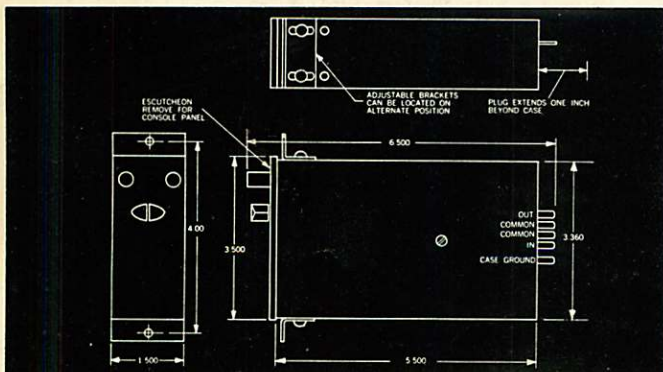 ADJUSTABLE BRACKETS
CAN BE LOCATED ON
ALTERNATE POSITION
PLUG EXTENDS ONE INCH
BEYOND CASE
ESCUTCHEON
REMOVE FOR
CONSOLE PANEL
6.500
4.00
3.500
OUT
COMMON
COMMON
IN
CASE GROUND
3.360
1.500
5.500